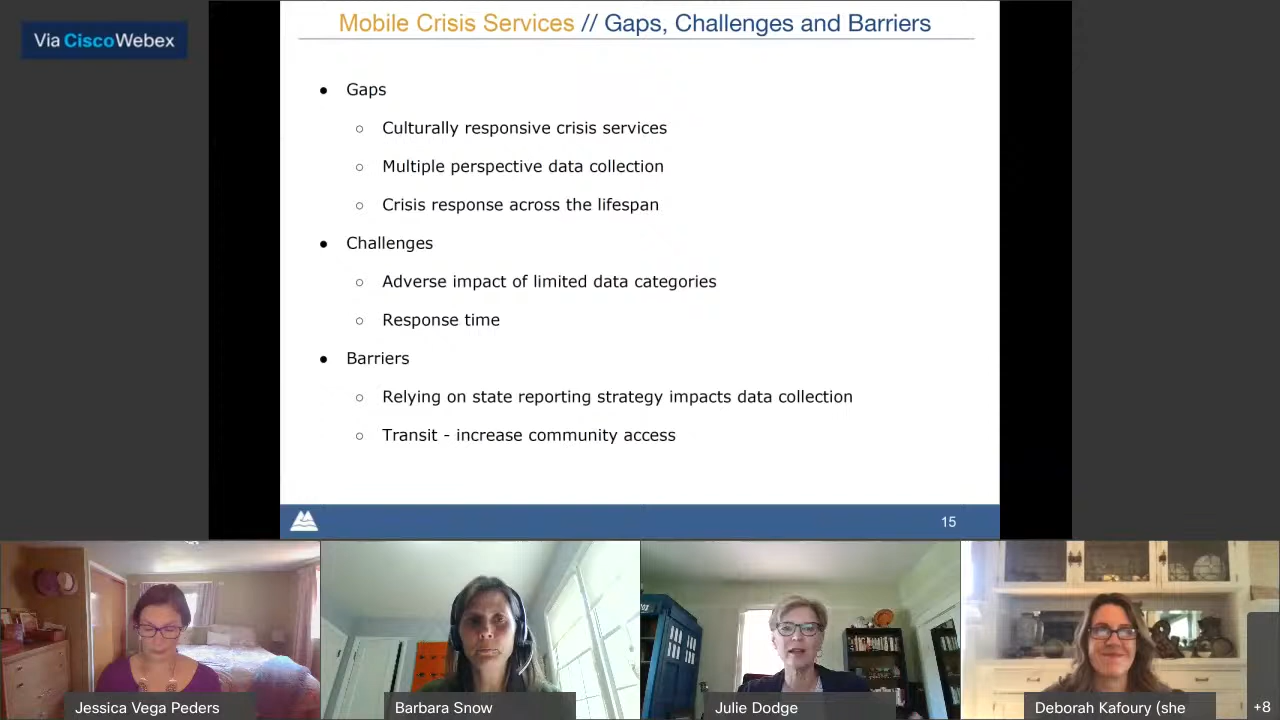 Via CiscoWebex
Mobile Crisis Services // Gaps, Challenges and Barriers
● Gaps
○ Culturally responsive crisis services
○ Multiple perspective data collection
○ Crisis response across the lifespan
● Challenges
○ Adverse impact of limited data categories
○ Response time
● Barriers
○ Relying on state reporting strategy impacts data collection
○ Transit - increase community access
15
Jessica Vega Peders
Barbara Snow
Julie Dodge
Deborah Kafoury (she
+8